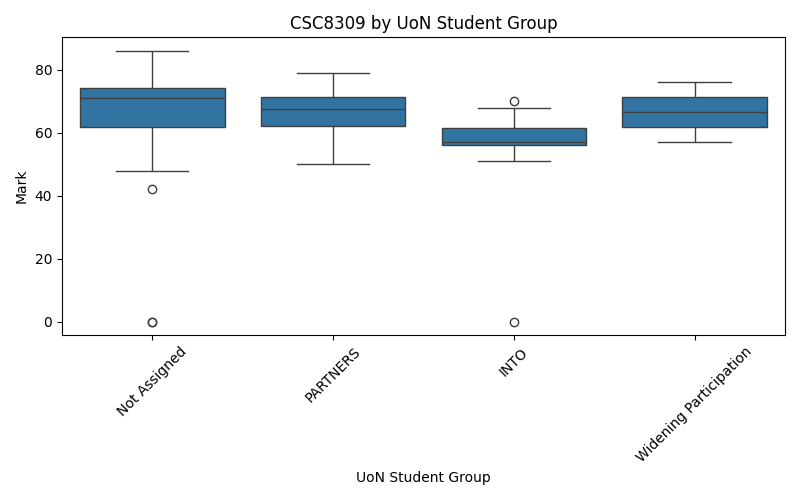 CSC8309 by UoN Student Group
Mark
80
60
40
20
0
Not Assigned
PARTNERS
INTO
Widening Participation
UoN Student Group